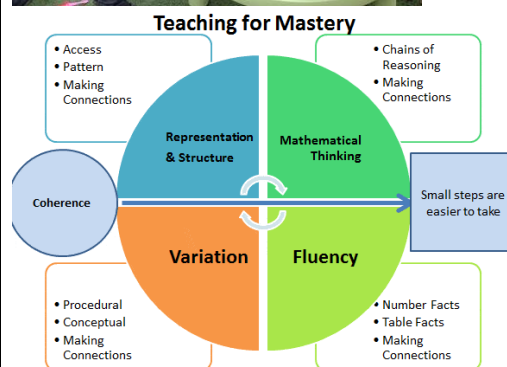 Teaching for Mastery
• Access
• Pattern
• Making
Connections
• Chains of
Reasoning
• Making
Connections
Representation
& Structure
Mathematical
Thinking
Coherence
Small steps are
easier to take
Variation
Fluency
• Procedural
• Conceptual
• Making
Connections
• Number Facts
• Table Facts
• Making
Connections